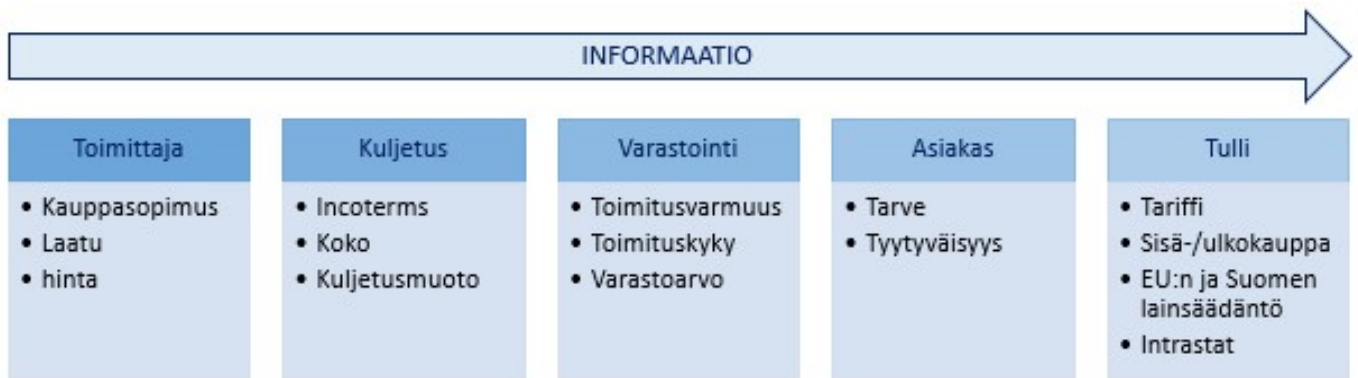 INFORMAATIO
Toimittaja
• Kauppasopimus
• Laatu
• hinta
Kuljetus
• Incoterms
• Koko
• Kuljetusmuoto
Varastointi
• Toimitusvarmuus
• Toimituskyky
• Varastoarvo
Asiakas
• Tarve
• Tyytyväisyys
Tulli
• Tariffi
• Sisä-/ulkokauppa
• EU:n ja Suomen
lainsäädäntö
• Intrastat